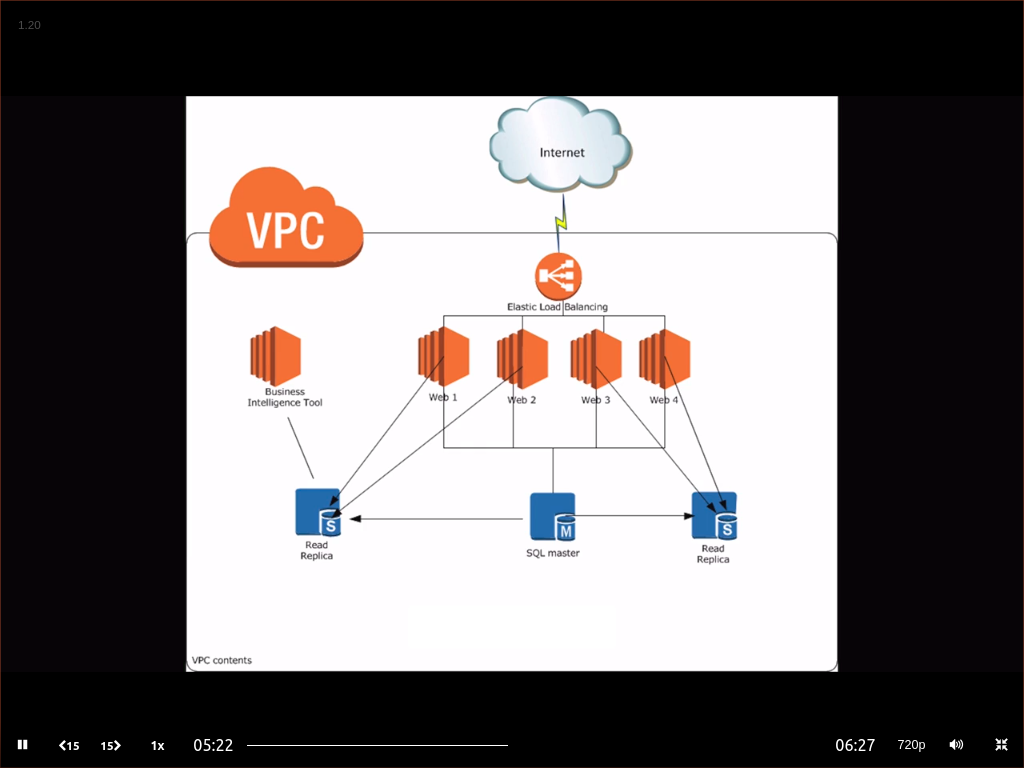 1.20
Internet
VPC
Elastic Load Balancing
Business
Intelligence Tool
Web 1
Web 2
Web 3
Web 4
S
M
S
Read
Replica
SQL master
Read
Replica
VPC contents
15
15
1x
05:22
06:27
720p